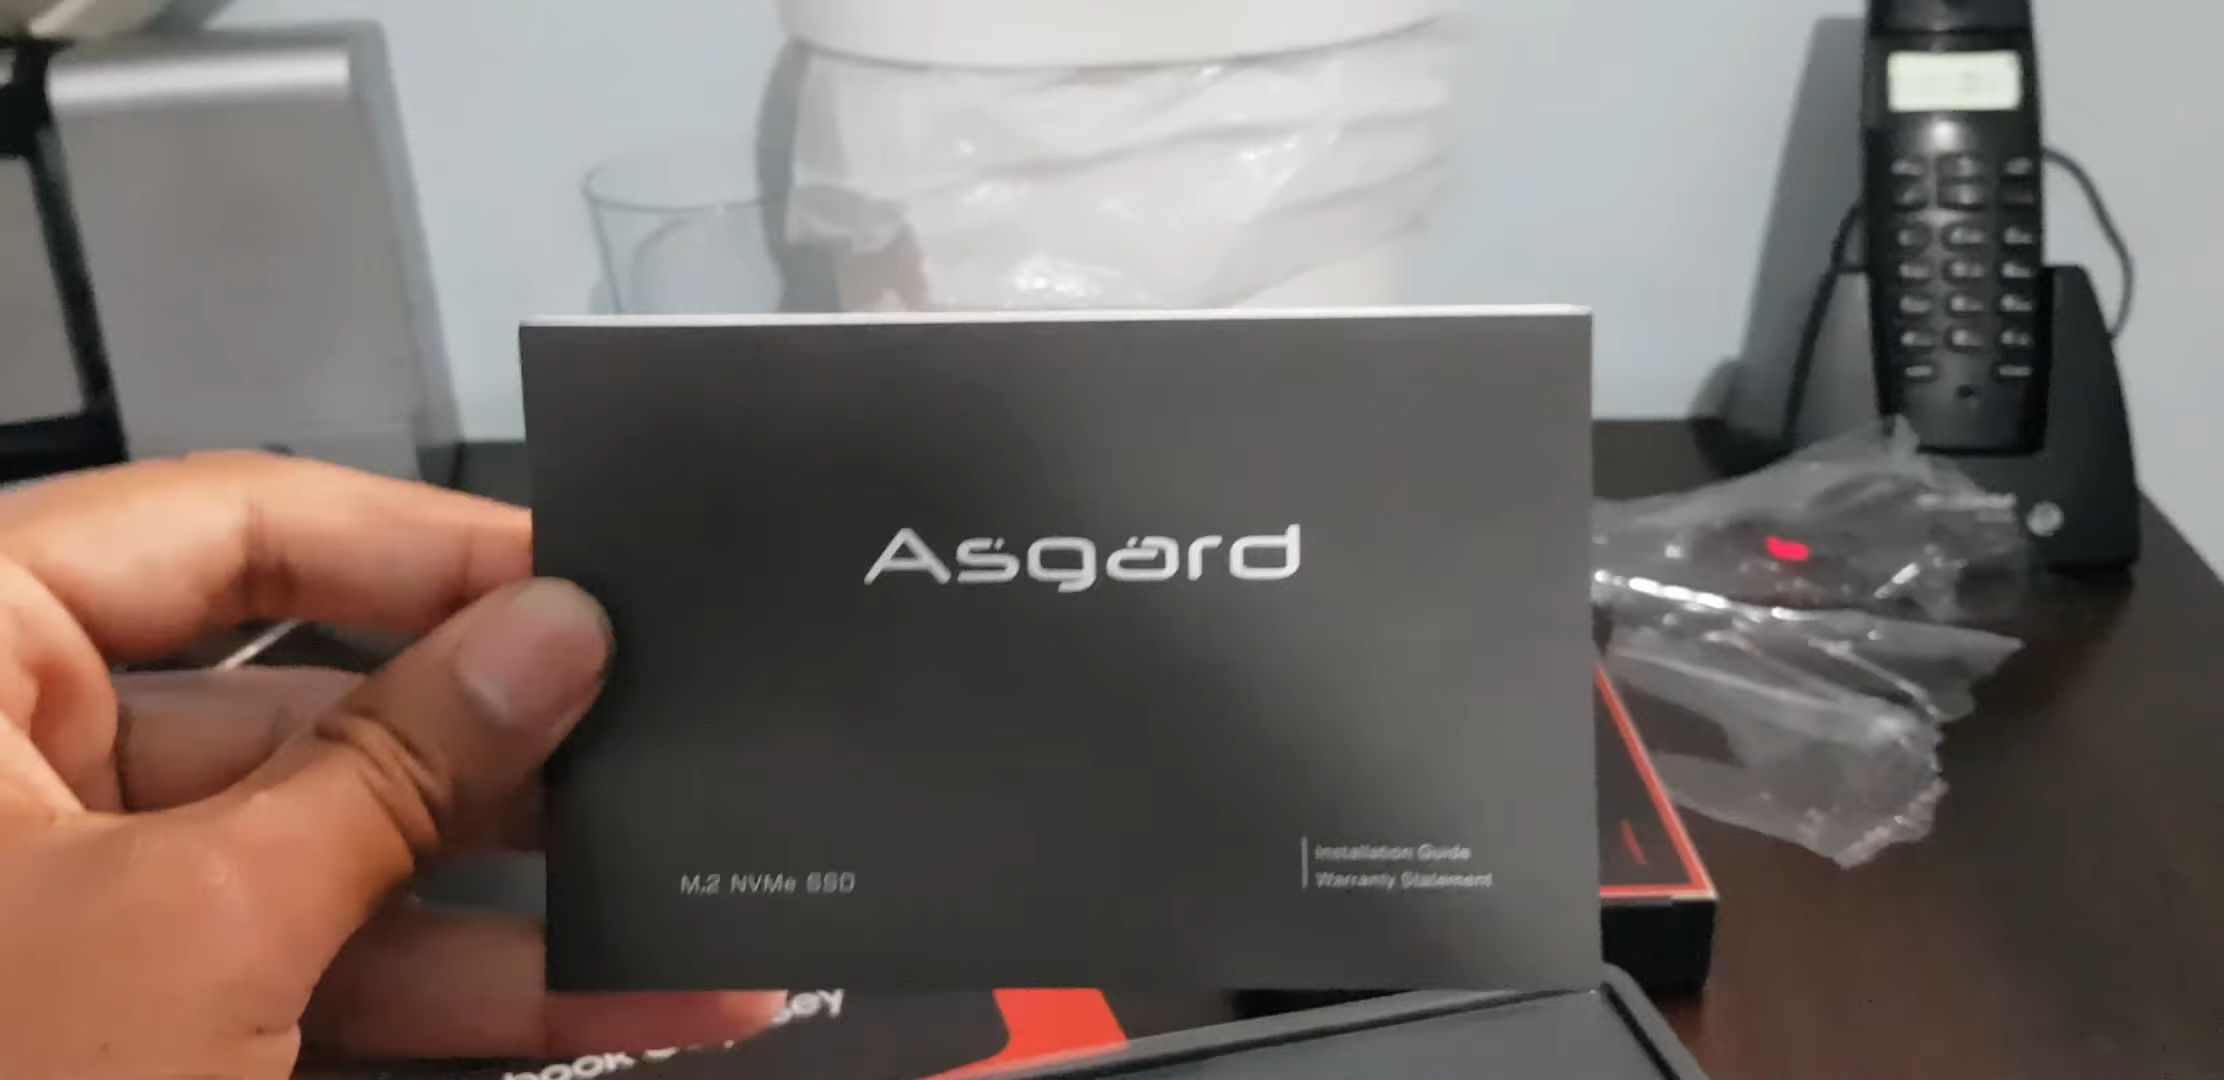 Asgard
M.2 NVMe SSD
Installation Guide
Warranty Statement